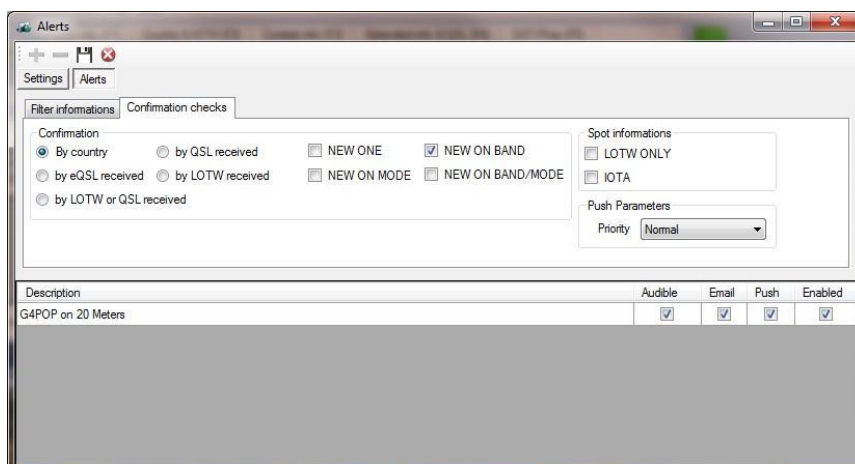 Alerts
Settings Alerts
Filter informations Confirmation checks
Confirmation
By country by QSL received NEW ONE NEW ON BAND
by eQSL received by LOTW received NEW ON MODE NEW ON BAND/MODE
by LOTW or QSL received
Spot informations
LOTW ONLY
IOTA
Push Parameters
Priority Normal
Description Audible Email Push Enabled
G4POP on 20 Meters